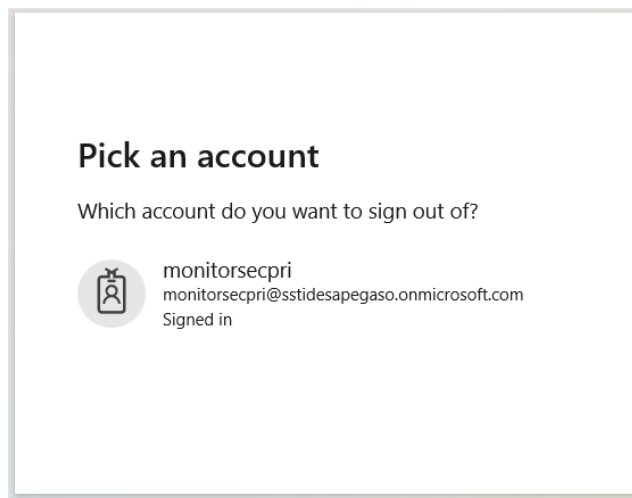 Pick an account
Which account do you want to sign out of?
monitorsecpri
monitorsecpri@sstidesapegaso.onmicrosoft.com
Signed in